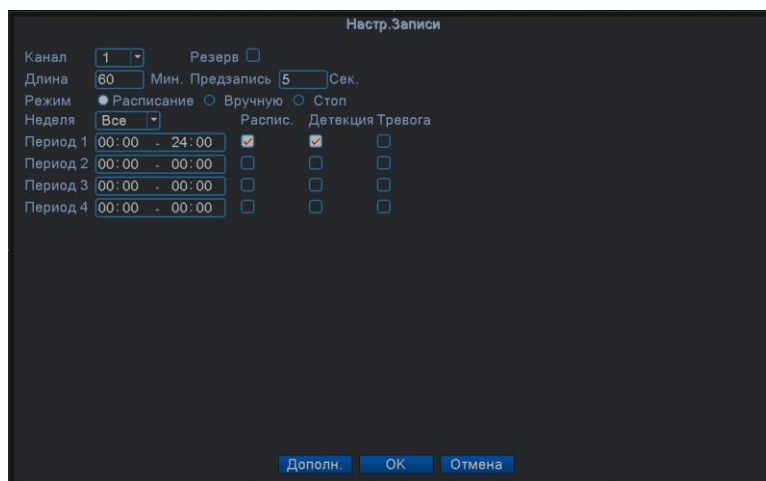 Настр.Записи
Канал 1 Резерв
Длина 60 Мин. Предзапись 5 Сек.
Режим Расписание Вручную Стоп
Неделя Все Распис. Детекция Тревога
Период 1 00:00 - 24:00
Период 2 00:00 - 00:00
Период 3 00:00 - 00:00
Период 4 00:00 - 00:00
Дополн. OK Отмена